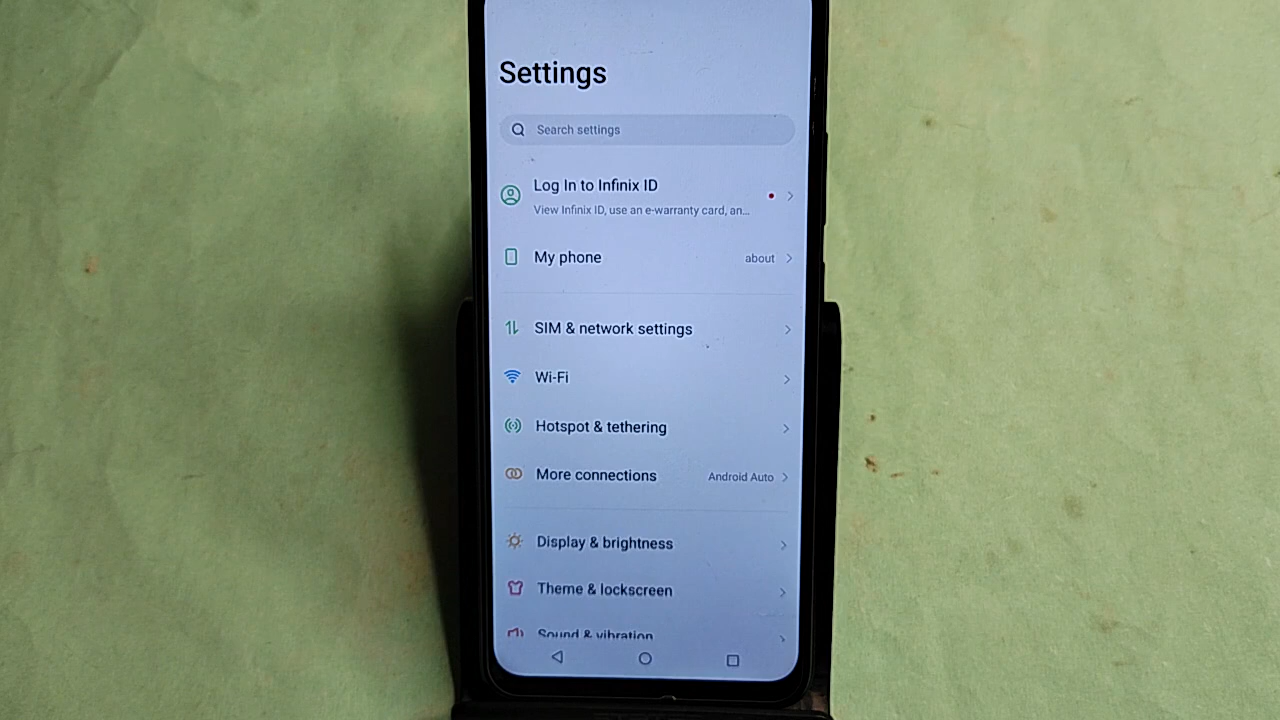 Settings
Search settings
Log In to Infinix ID
View Infinix ID, use an e-warranty card, an...
My phone
about
SIM & network settings
Wi-Fi
Hotspot & tethering
More connections
Android Auto
Display & brightness
Theme & lockscreen
Sound & vibration